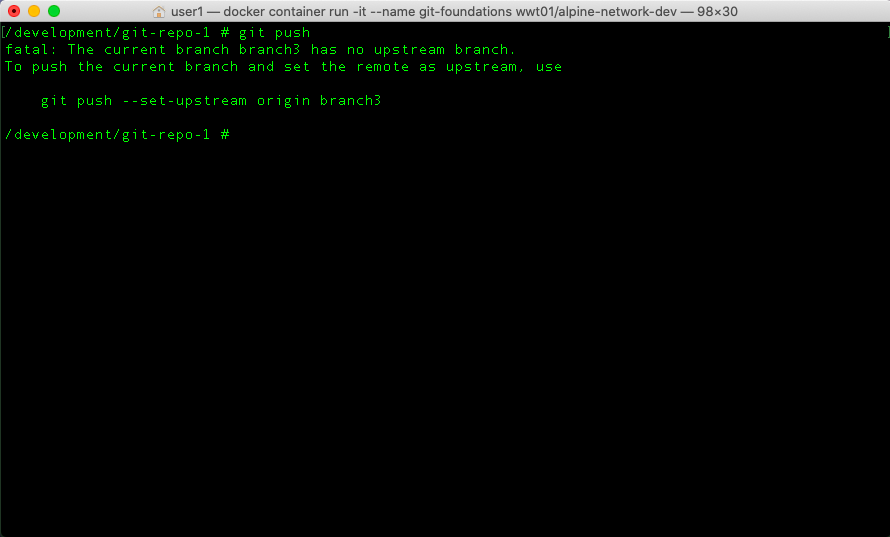 user1 — docker container run -it --name git-foundations wwt01/alpine-network-dev — 98×30
[/development/git-repo-1 # git push ]
fatal: The current branch branch3 has no upstream branch.
To push the current branch and set the remote as upstream, use
git push --set-upstream origin branch3
/development/git-repo-1 #